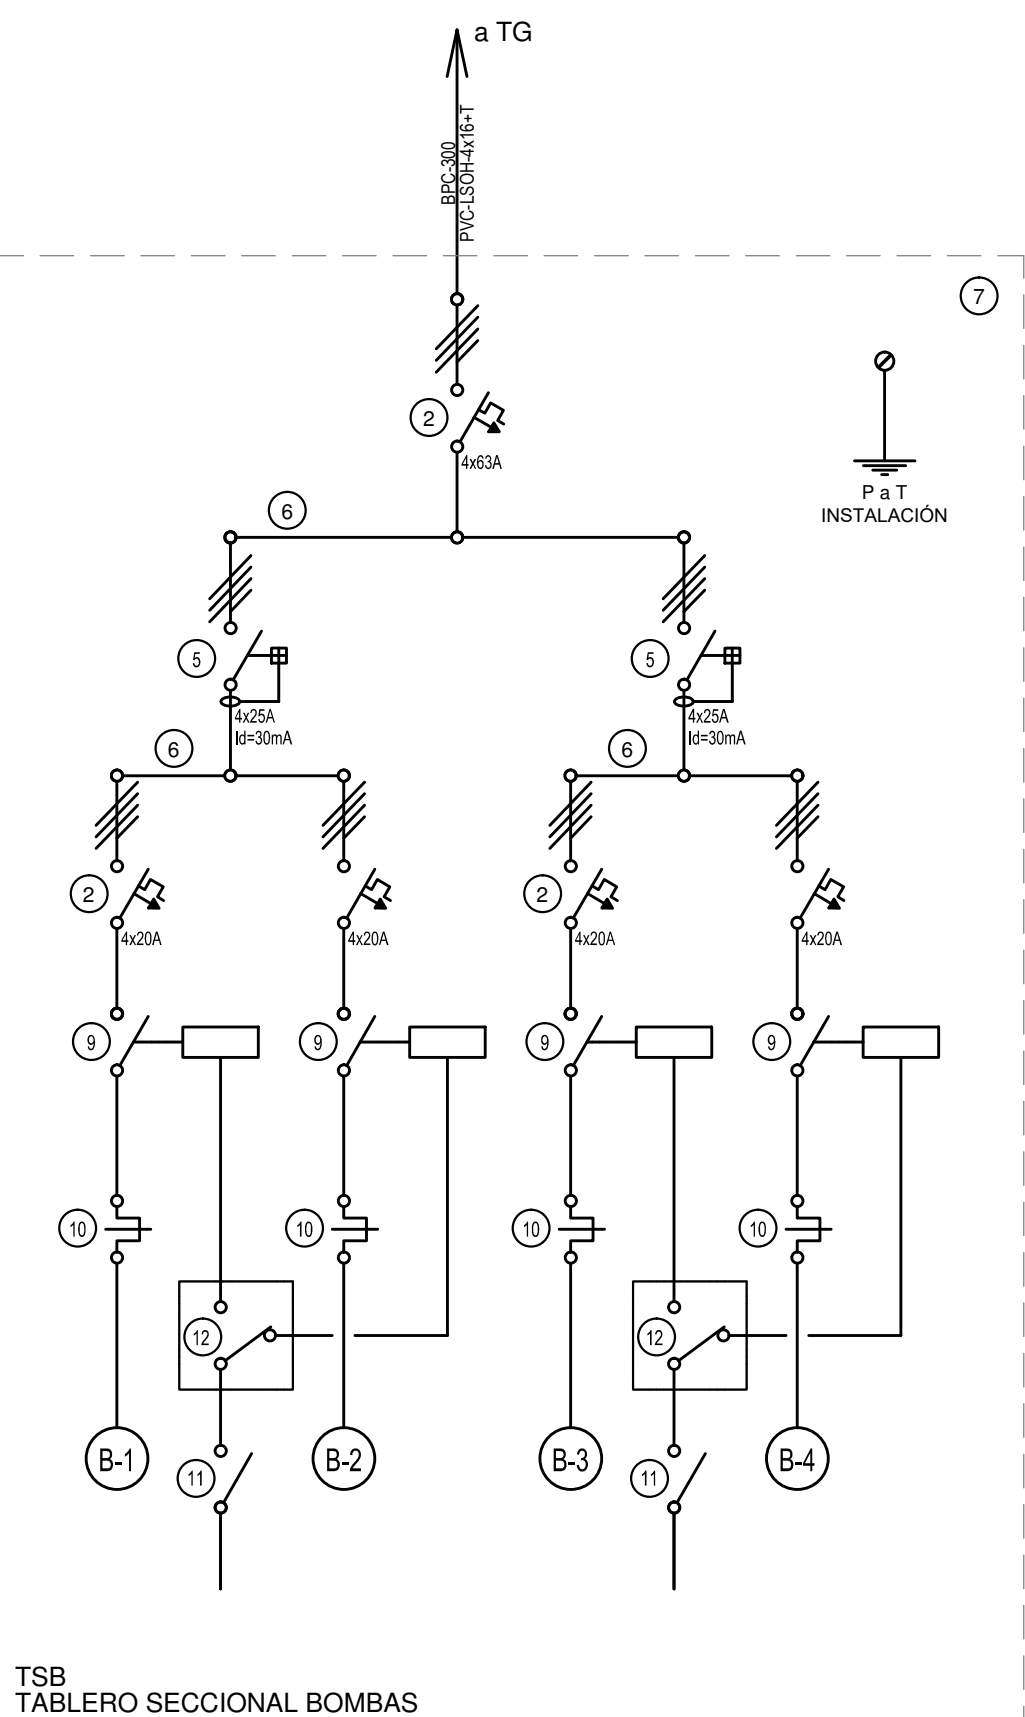 a TG
BPC-300
PVC-LSOH-4x16+T
7
2
4x63A
P a T
INSTALACIÓN
6
5
5
4x25A
Id=30mA
4x25A
Id=30mA
6
6
2
2
4x20A
4x20A
4x20A
4x20A
9
9
9
9
10
10
10
10
12
12
B-1
B-2
B-3
B-4
11
11
TSB
TABLERO SECCIONAL BOMBAS